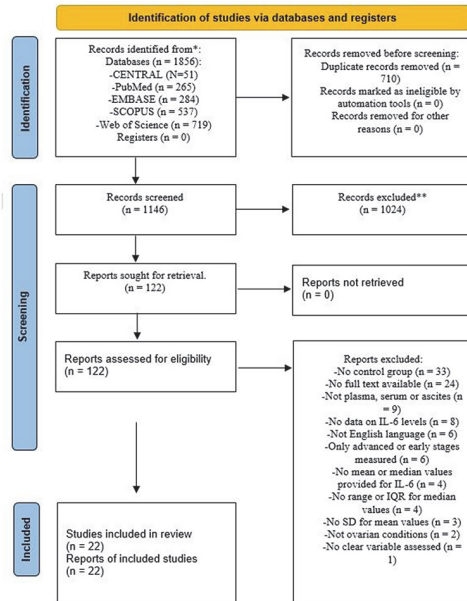 Identification of studies via databases and registers
Identification
Records identified from*:
Databases (n = 1856):
-CENTRAL (N=51)
-PubMed (n = 265)
-EMBASE (n = 284)
-SCOPUS (n = 537)
-Web of Science (n = 719)
Registers (n = 0)
Records removed before screening:
Duplicate records removed (n =
710)
Records marked as ineligible by
automation tools (n = 0)
Records removed for other
reasons (n = 0)
Screening
Records screened
(n = 1146)
Records excluded**
(n = 1024)
Reports sought for retrieval.
(n = 122)
Reports not retrieved
(n = 0)
Reports assessed for eligibility
(n = 122)
Reports excluded:
-No control group (n = 33)
-No full text available (n = 24)
-Not plasma, serum or ascites (n
= 9)
-No data on IL-6 levels (n = 8)
-Not English language (n = 6)
-Only advanced or early stages
measured (n = 6)
-No mean or median values
provided for IL-6 (n = 4)
-No range or IQR for median
values (n = 4)
-No SD for mean values (n = 3)
-Not ovarian conditions (n = 2)
-No clear variable assessed (n =
1)
Included
Studies included in review
(n = 22)
Reports of included studies
(n = 22)